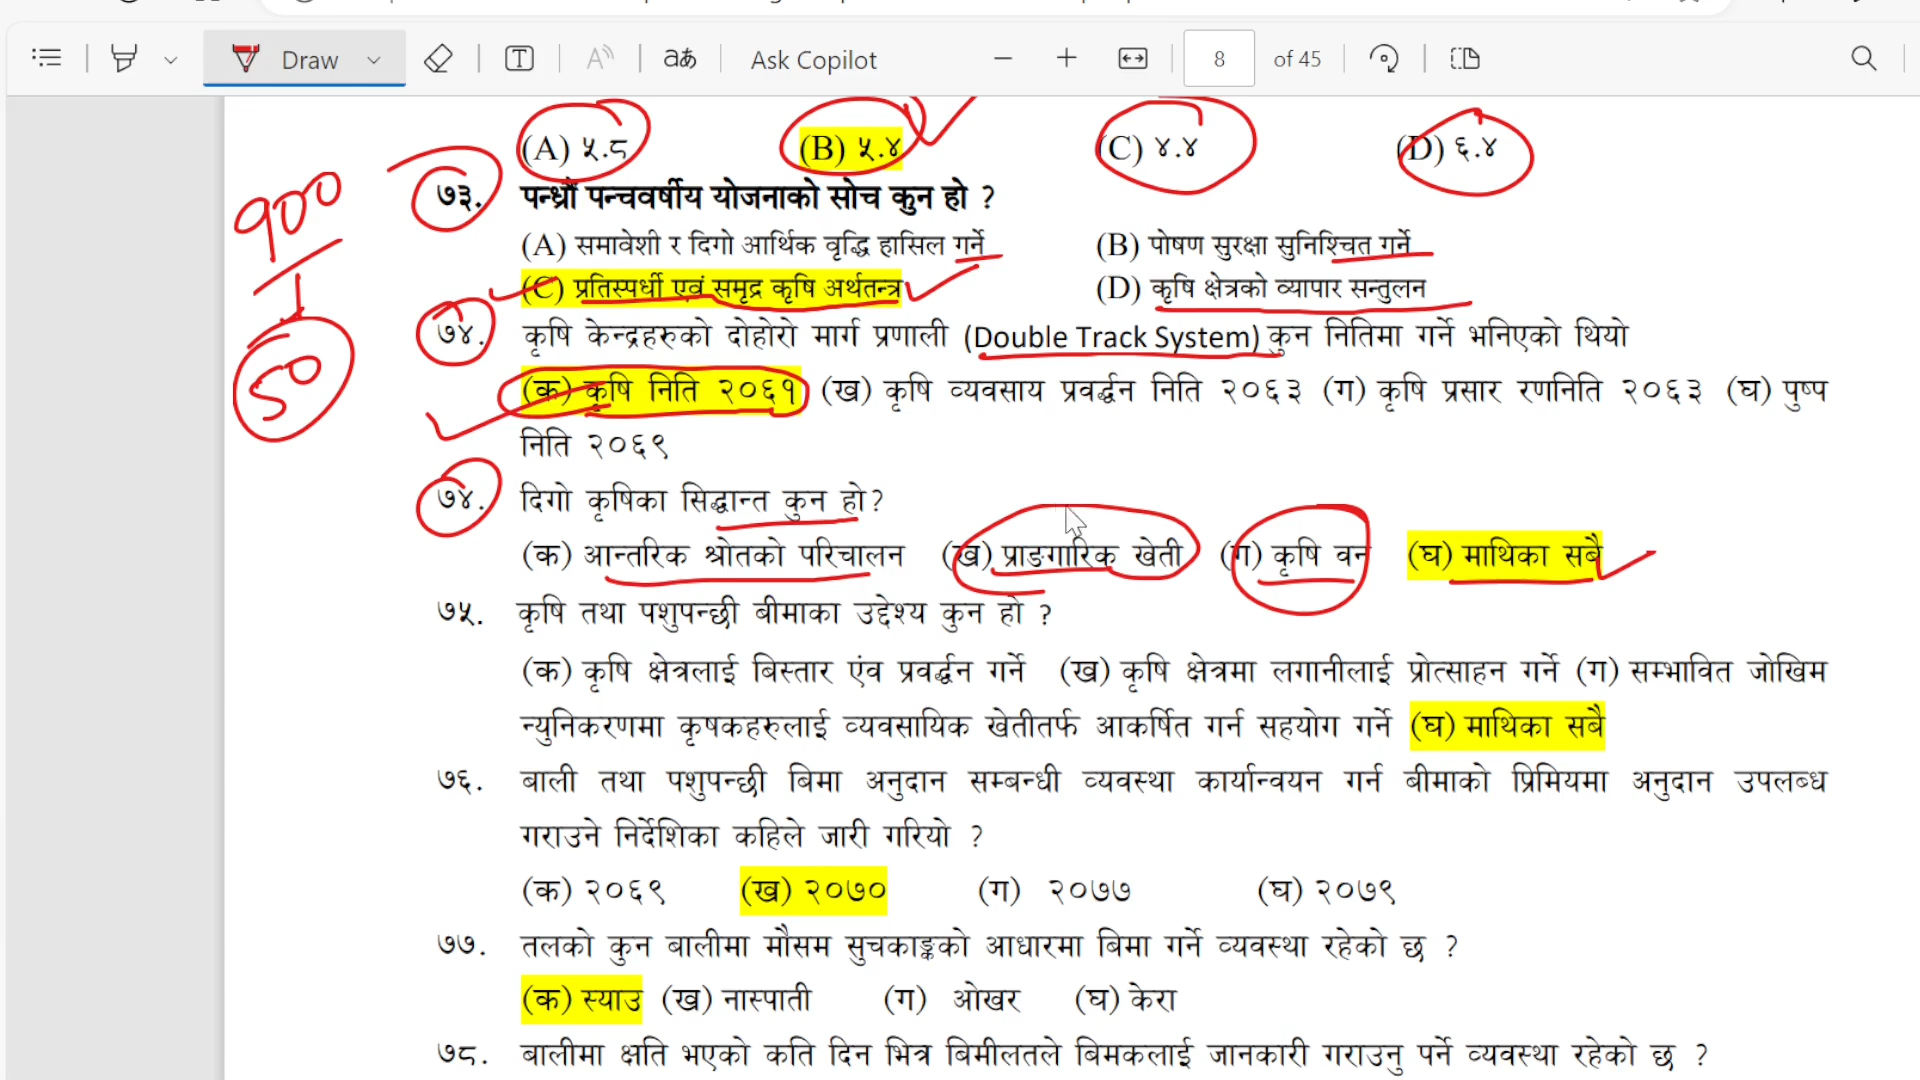 Draw
aあ
Ask Copilot
8 of 45
(A) ५.८ (B) ५.४ (C) ४.४ (D) ६.४
७३. पन्ध्रौं पन्चवर्षीय योजनाको सोच कुन हो ?
(A) समावेशी र दिगो आर्थिक वृद्धि हासिल गर्ने (B) पोषण सुरक्षा सुनिश्चित गर्ने
(C) प्रतिस्पर्धी एवं समृद्र कृषि अर्थतन्त्र (D) कृषि क्षेत्रको व्यापार सन्तुलन
७४. कृषि केन्द्रहरुको दोहोरो मार्ग प्रणाली (Double Track System) कुन नितिमा गर्ने भनिएको थियो
(क) कृषि निति २०६१ (ख) कृषि व्यवसाय प्रवर्द्धन निति २०६३ (ग) कृषि प्रसार रणनिति २०६३ (घ) पुष्प
निति २०६९
७४. दिगो कृषिका सिद्धान्त कुन हो?
(क) आन्तरिक श्रोतको परिचालन (ख) प्राङगारिक खेती (ग) कृषि वन (घ) माथिका सबै
७५. कृषि तथा पशुपन्छी बीमाका उद्देश्य कुन हो ?
(क) कृषि क्षेत्रलाई बिस्तार एंव प्रवर्द्धन गर्ने (ख) कृषि क्षेत्रमा लगानीलाई प्रोत्साहन गर्ने (ग) सम्भावित जोखिम
न्युनिकरणमा कृषकहरुलाई व्यवसायिक खेतीतर्फ आकर्षित गर्न सहयोग गर्ने (घ) माथिका सबै
७६. बाली तथा पशुपन्छी बिमा अनुदान सम्बन्धी व्यवस्था कार्यान्वयन गर्न बीमाको प्रिमियमा अनुदान उपलब्ध
गराउने निर्देशिका कहिले जारी गरियो ?
(क) २०६९ (ख) २०७० (ग) २०७७ (घ) २०७९
७७. तलको कुन बालीमा मौसम सुचकाङ्कको आधारमा बिमा गर्ने व्यवस्था रहेको छ ?
(क) स्याउ (ख) नास्पाती (ग) ओखर (घ) केरा
७८. बालीमा क्षति भएको कति दिन भित्र बिमीलतले बिमकलाई जानकारी गराउनु पर्ने व्यवस्था रहेको छ ?
१००
50